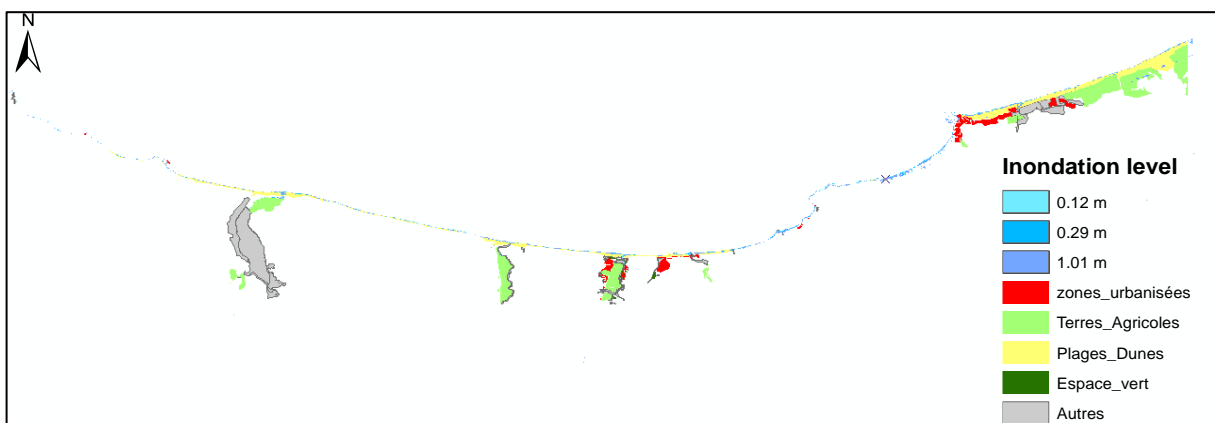 N
Inondation level
0.12 m
0.29 m
1.01 m
zones_urbanisées
Terres_Agricoles
Plages_Dunes
Espace_vert
Autres